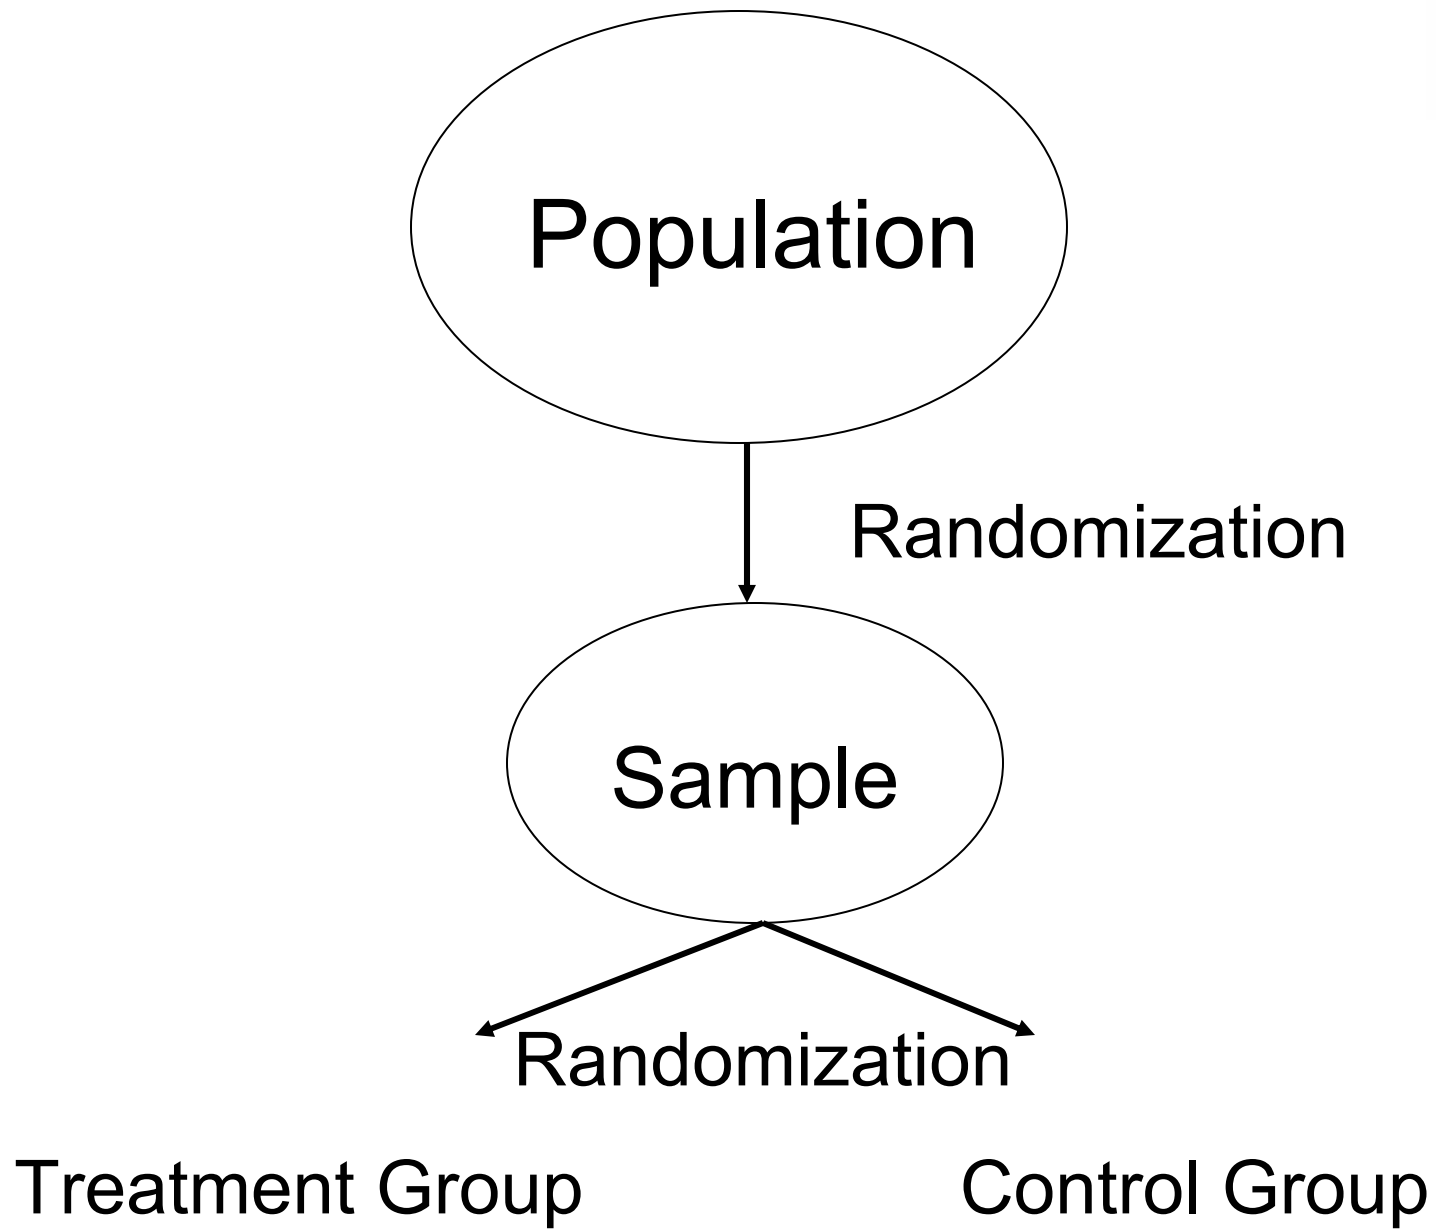 Population
Randomization
Sample
Randomization
Treatment Group
Control Group